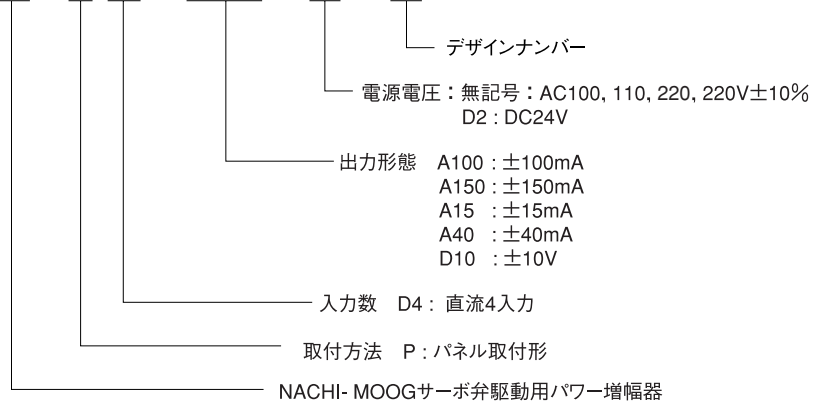 デザインナンバー
電源電圧：無記号：AC100, 110, 220, 220V±10%
D2 : DC24V
出力形態 A100 : ±100mA
A150 : ±150mA
A15 : ±15mA
A40 : ±40mA
D10 : ±10V
入力数 D4 : 直流4入力
取付方法 P : パネル取付形
NACHI- MOOGサーボ弁駆動用パワー増幅器